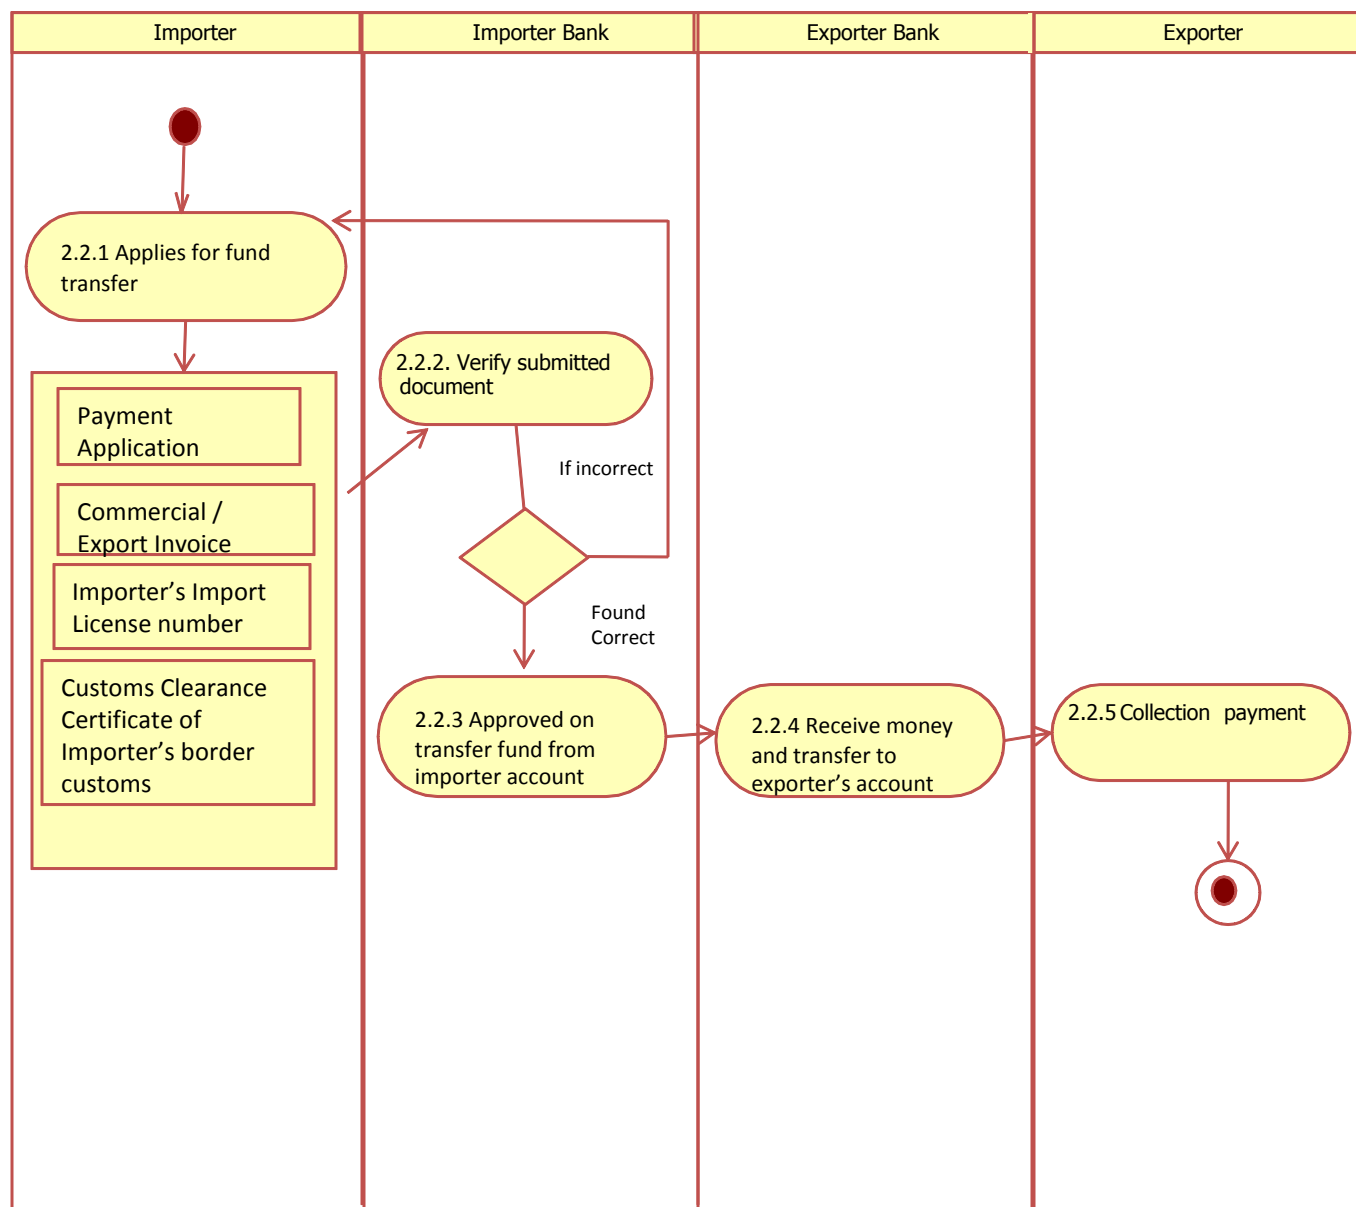 Importer
Importer Bank
Exporter Bank
Exporter
2.2.1 Applies for fund
transfer
2.2.2. Verify submitted
document
If incorrect
Payment
Application
Commercial /
Export Invoice
Importer’s Import
License number
Customs Clearance
Certificate of
Importer’s border
customs
Found
Correct
2.2.3 Approved on
transfer fund from
importer account
2.2.4 Receive money
and transfer to
exporter’s account
2.2.5 Collection payment